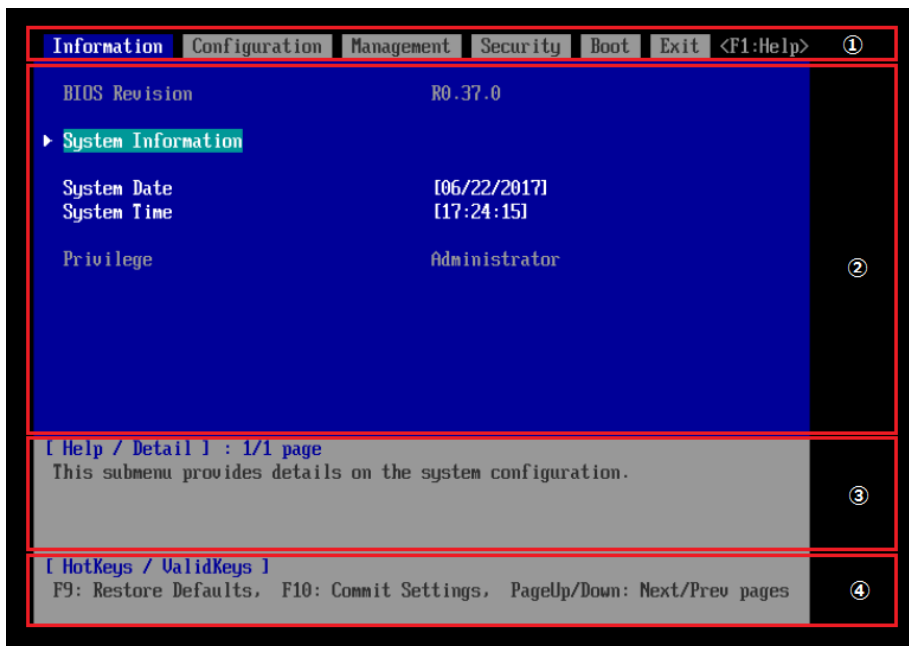 Information Configuration Management Security Boot Exit <F1:Help> ①
BIOS Revision R0.37.0
System Information
System Date [06/22/2017]
System Time [17:24:15]
Privilege Administrator
②
[ Help / Detail ] : 1/1 page
This submenu provides details on the system configuration.
③
[ HotKeys / ValidKeys ]
F9: Restore Defaults, F10: Commit Settings, PageUp/Down: Next/Prev pages ④